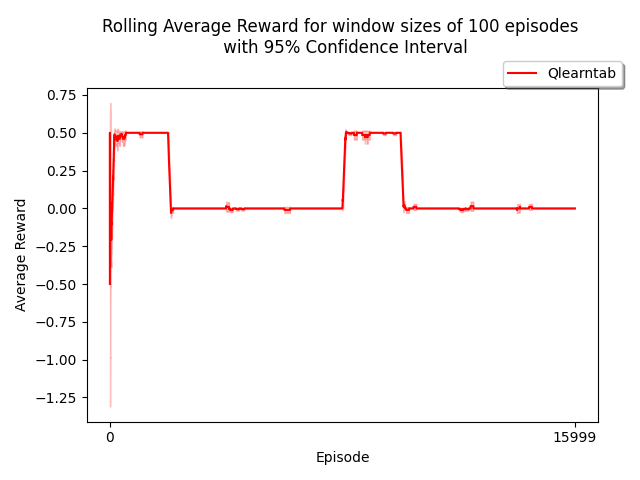 Rolling Average Reward for window sizes of 100 episodes
with 95% Confidence Interval
Qlearntab
0.75
0.50
0.25
0.00
−0.25
−0.50
−0.75
−1.00
−1.25
Average Reward
0 15999
Episode